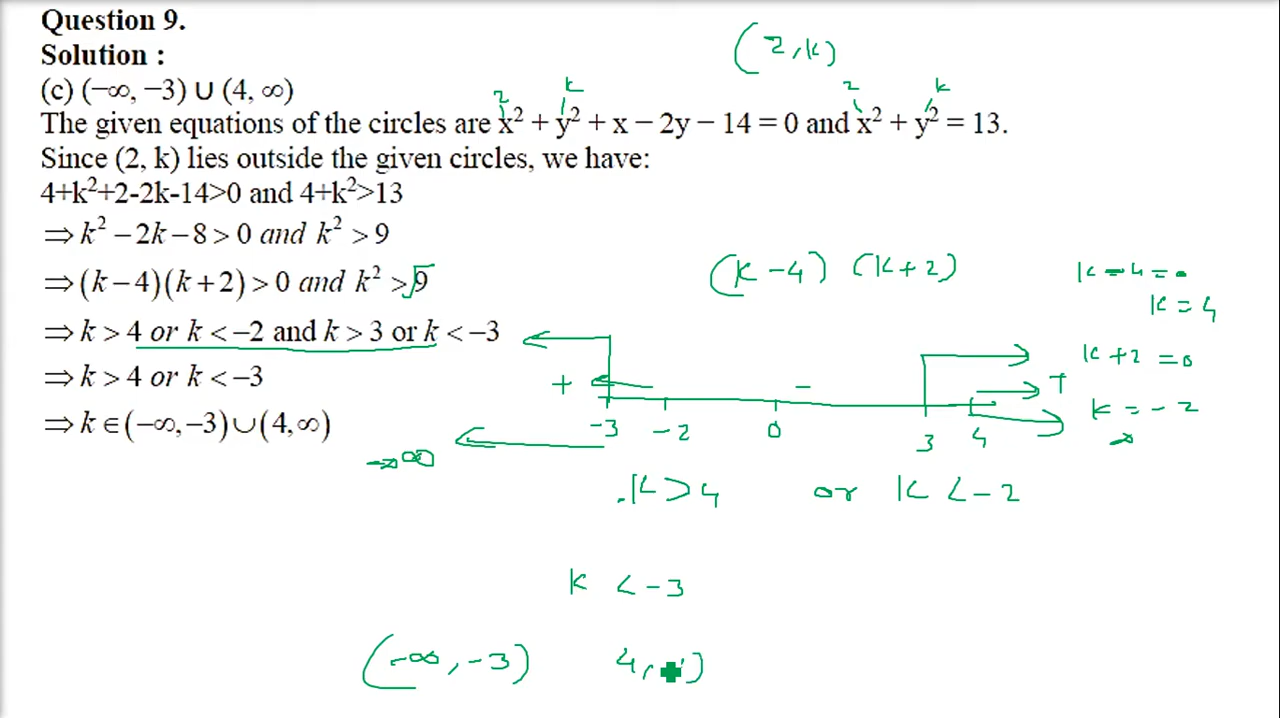 Question 9.
Solution :
(2, k)
(c) (−∞, −3) ∪ (4, ∞)
2 k 2 k
The given equations of the circles are x² + y² + x − 2y − 14 = 0 and x² + y² = 13.
Since (2, k) lies outside the given circles, we have:
4+k²+2-2k-14>0 and 4+k²>13
⇒ k² − 2k − 8 > 0 and k² > 9
⇒ (k − 4)(k + 2) > 0 and k² > 9
(k − 4) (k + 2)
k − 4 = 0
k = 4
⇒ k > 4 or k < −2 and k > 3 or k < −3
k + 2 = 0
k = − 2
⇒ k > 4 or k < −3
+ − +
⇒ k ∈ (−∞, −3) ∪ (4, ∞)
−3 −2 0 3 4
−∞
k > 4 or k < − 2
k < − 3
(−∞, −3) 4, )